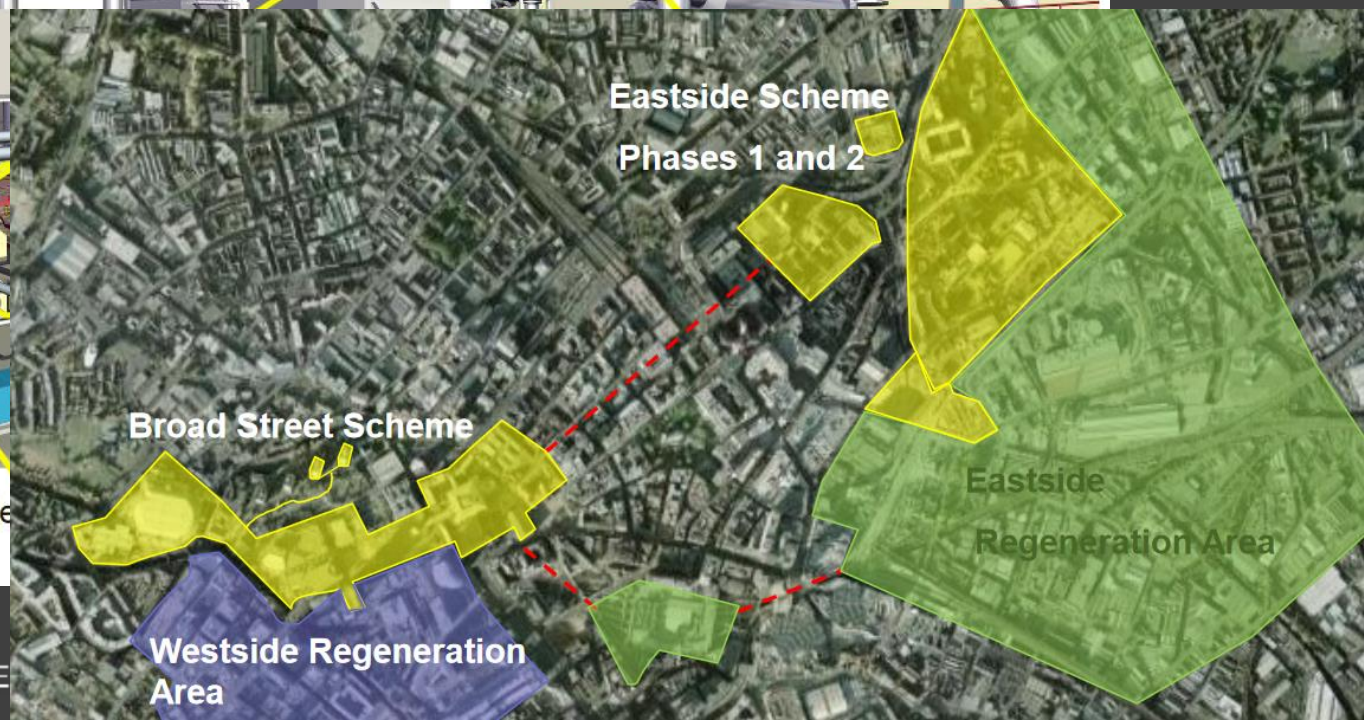 Eastside Scheme
Phases 1 and 2
Broad Street Scheme
Eastside
Regeneration Area
Westside Regeneration
Area